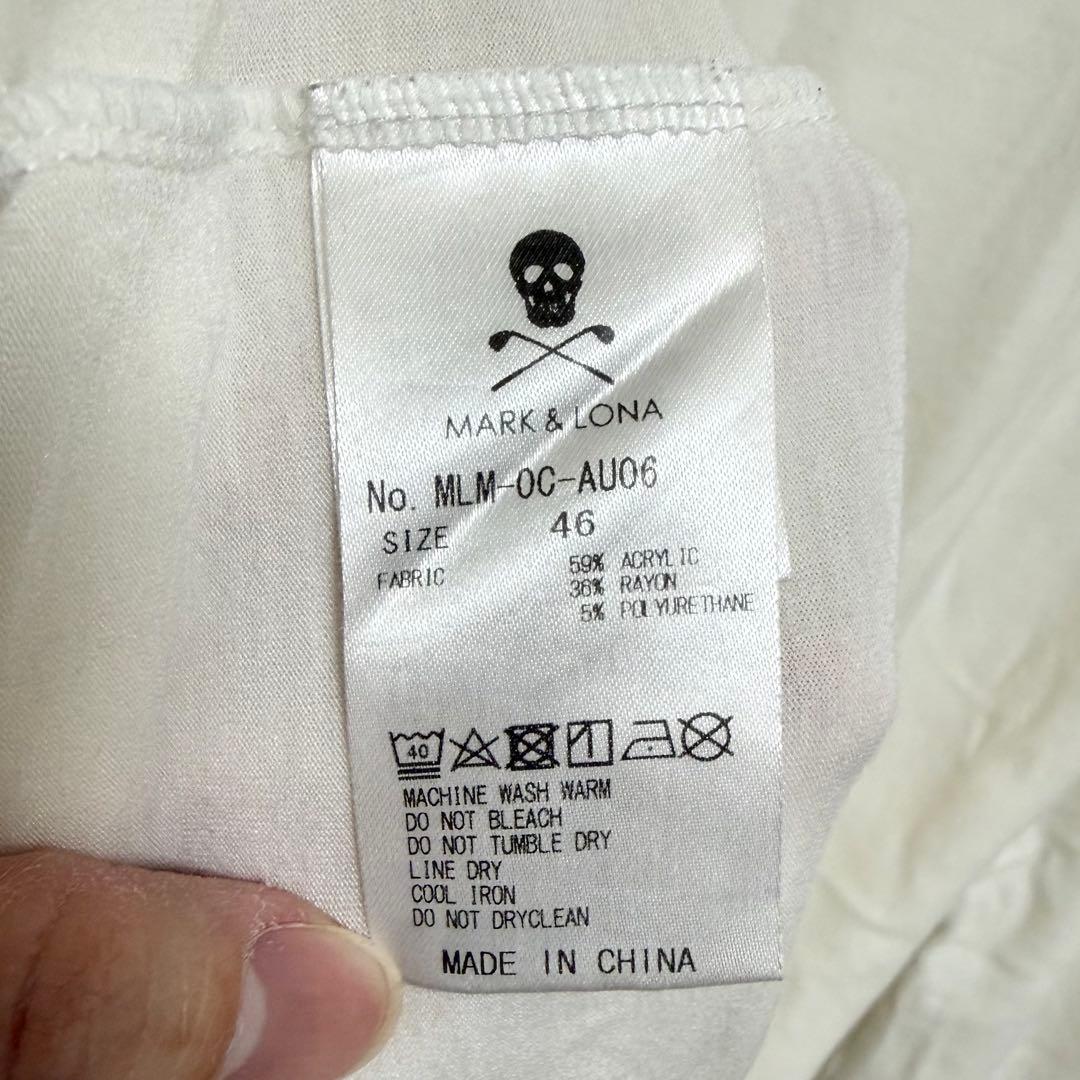 MARK & LONA
No. MLM-OC-AU06
SIZE 46
FABRIC 59% ACRYLIC
36% RAYON
5% POLYURETHANE
40
MACHINE WASH WARM
DO NOT BLEACH
DO NOT TUMBLE DRY
LINE DRY
COOL IRON
DO NOT DRYCLEAN
MADE IN CHINA